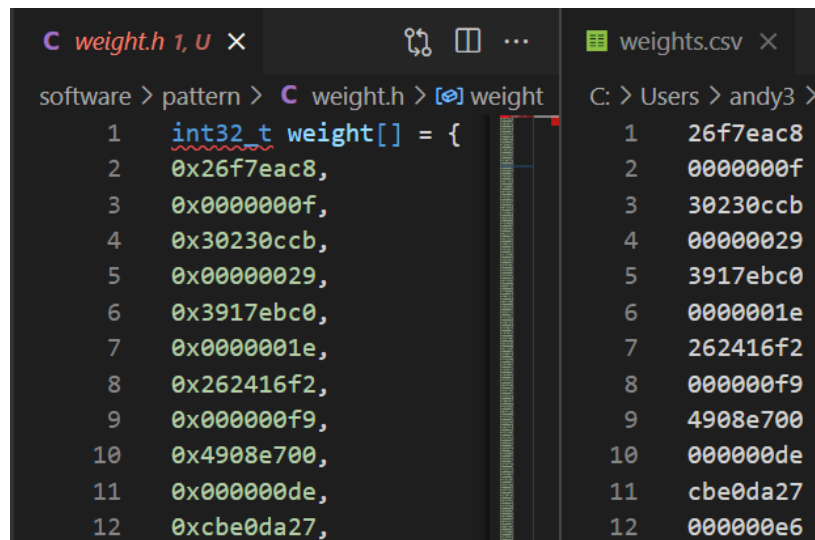 C weight.h 1, U ×
software > pattern > C weight.h > weight
1 int32_t weight[] = {
2 0x26f7eac8,
3 0x0000000f,
4 0x30230ccb,
5 0x00000029,
6 0x3917ebc0,
7 0x0000001e,
8 0x262416f2,
9 0x000000f9,
10 0x4908e700,
11 0x000000de,
12 0xcbe0da27,
weights.csv ×
C: > Users > andy3 >
1 26f7eac8
2 0000000f
3 30230ccb
4 00000029
5 3917ebc0
6 0000001e
7 262416f2
8 000000f9
9 4908e700
10 000000de
11 cbe0da27
12 000000e6